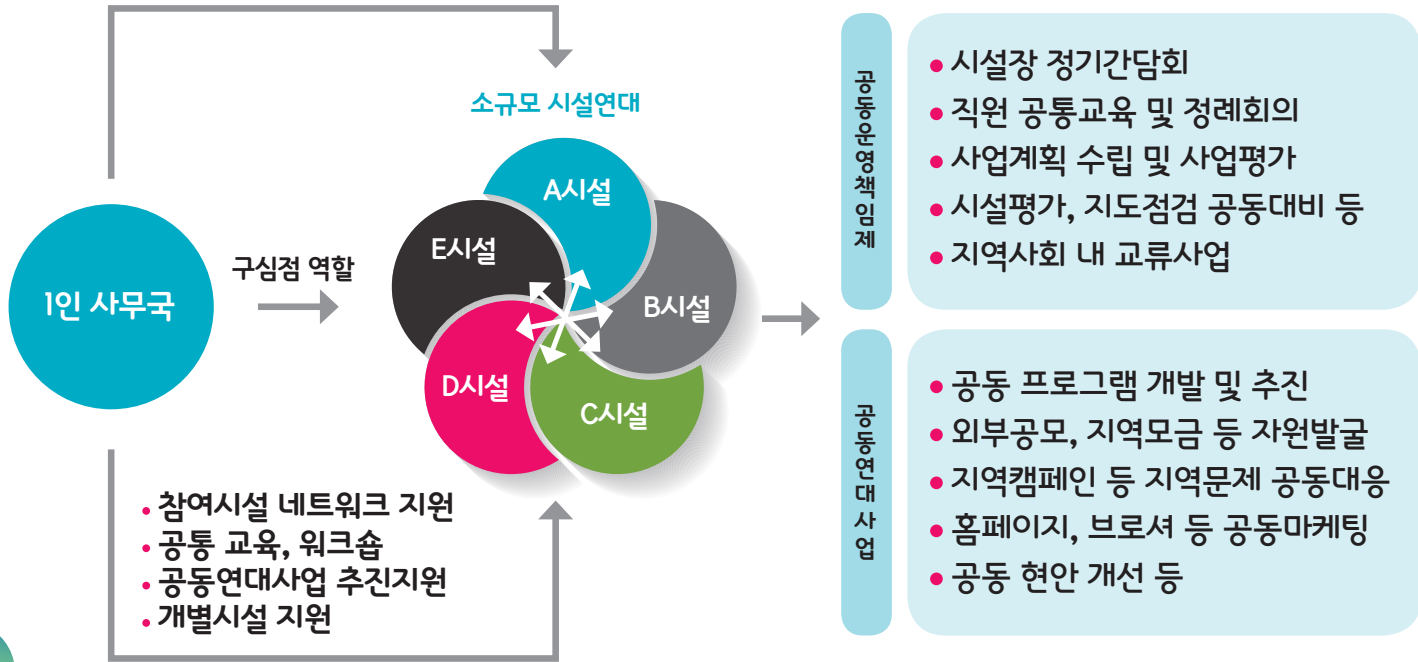 소규모 시설연대
A시설
B시설
C시설
D시설
E시설
1인 사무국
구심점 역할
• 참여시설 네트워크 지원
• 공통 교육, 워크숍
• 공동연대사업 추진지원
• 개별시설 지원
공동운영책임제
• 시설장 정기간담회
• 직원 공통교육 및 정례회의
• 사업계획 수립 및 사업평가
• 시설평가, 지도점검 공동대비 등
• 지역사회 내 교류사업
공동연대사업
• 공동 프로그램 개발 및 추진
• 외부공모, 지역모금 등 자원발굴
• 지역캠페인 등 지역문제 공동대응
• 홈페이지, 브로셔 등 공동마케팅
• 공동 현안 개선 등